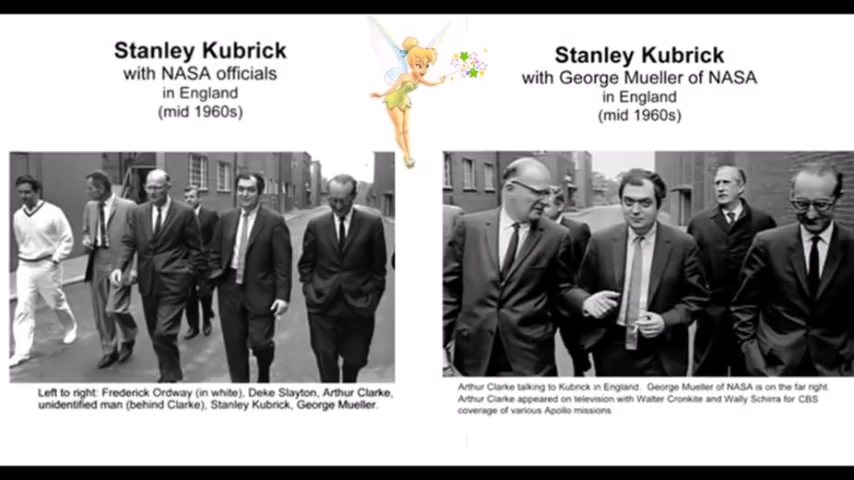 Stanley Kubrick
with NASA officials
in England
(mid 1960s)
Left to right: Frederick Ordway (in white), Deke Slayton, Arthur Clarke,
unidentified man (behind Clarke), Stanley Kubrick, George Mueller.
Stanley Kubrick
with George Mueller of NASA
in England
(mid 1960s)
Arthur Clarke talking to Kubrick in England. George Mueller of NASA is on the far right.
Arthur Clarke appeared on television with Walter Cronkite and Wally Schirra for CBS
coverage of various Apollo missions